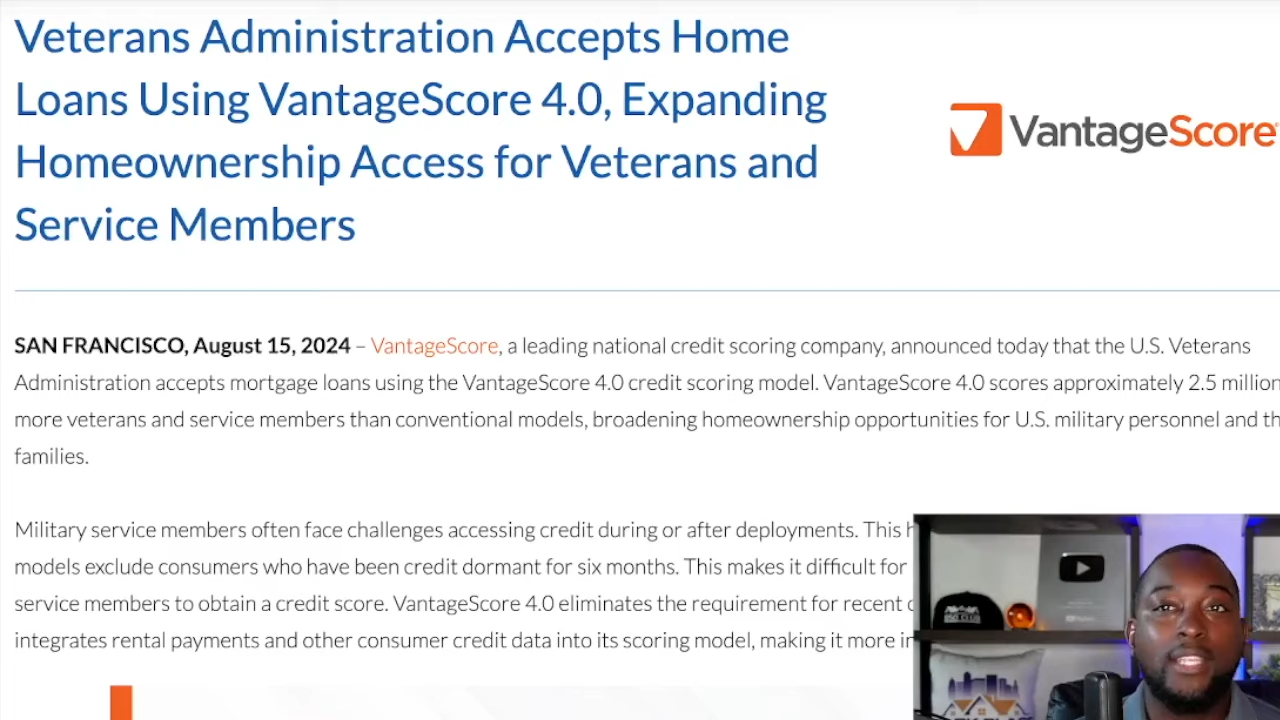 Veterans Administration Accepts Home
Loans Using VantageScore 4.0, Expanding
Homeownership Access for Veterans and
Service Members
VantageScore
SAN FRANCISCO, August 15, 2024 – VantageScore, a leading national credit scoring company, announced today that the U.S. Veterans
Administration accepts mortgage loans using the VantageScore 4.0 credit scoring model. VantageScore 4.0 scores approximately 2.5 million
more veterans and service members than conventional models, broadening homeownership opportunities for U.S. military personnel and
families.
Military service members often face challenges accessing credit during or after deployments. This
models exclude consumers who have been credit dormant for six months. This makes it difficult for
service members to obtain a credit score. VantageScore 4.0 eliminates the requirement for recent
integrates rental payments and other consumer credit data into its scoring model, making it more